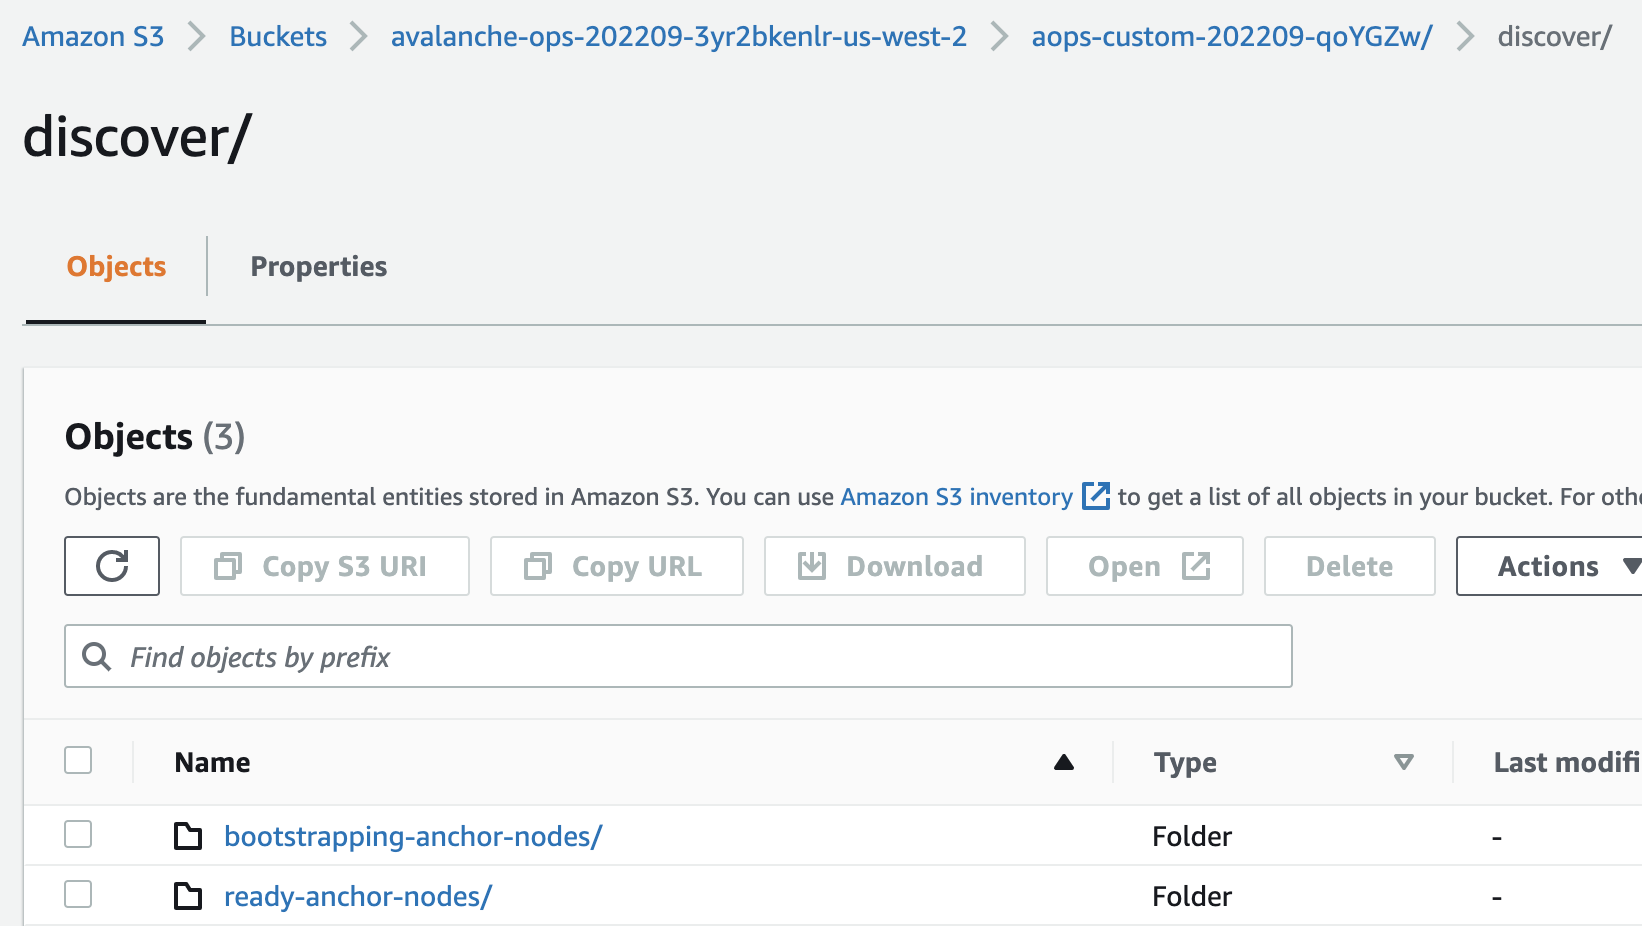 Amazon S3 > Buckets > avalanche-ops-202209-3yr2bkenlr-us-west-2 > aops-custom-202209-qoYGZw/ > discover/
discover/
Objects Properties
Objects (3)
Objects are the fundamental entities stored in Amazon S3. You can use Amazon S3 inventory to get a list of all objects in your bucket. For othe
Copy S3 URI Copy URL Download Open Delete Actions
Find objects by prefix
Name Type Last modifi
bootstrapping-anchor-nodes/ Folder -
ready-anchor-nodes/ Folder -